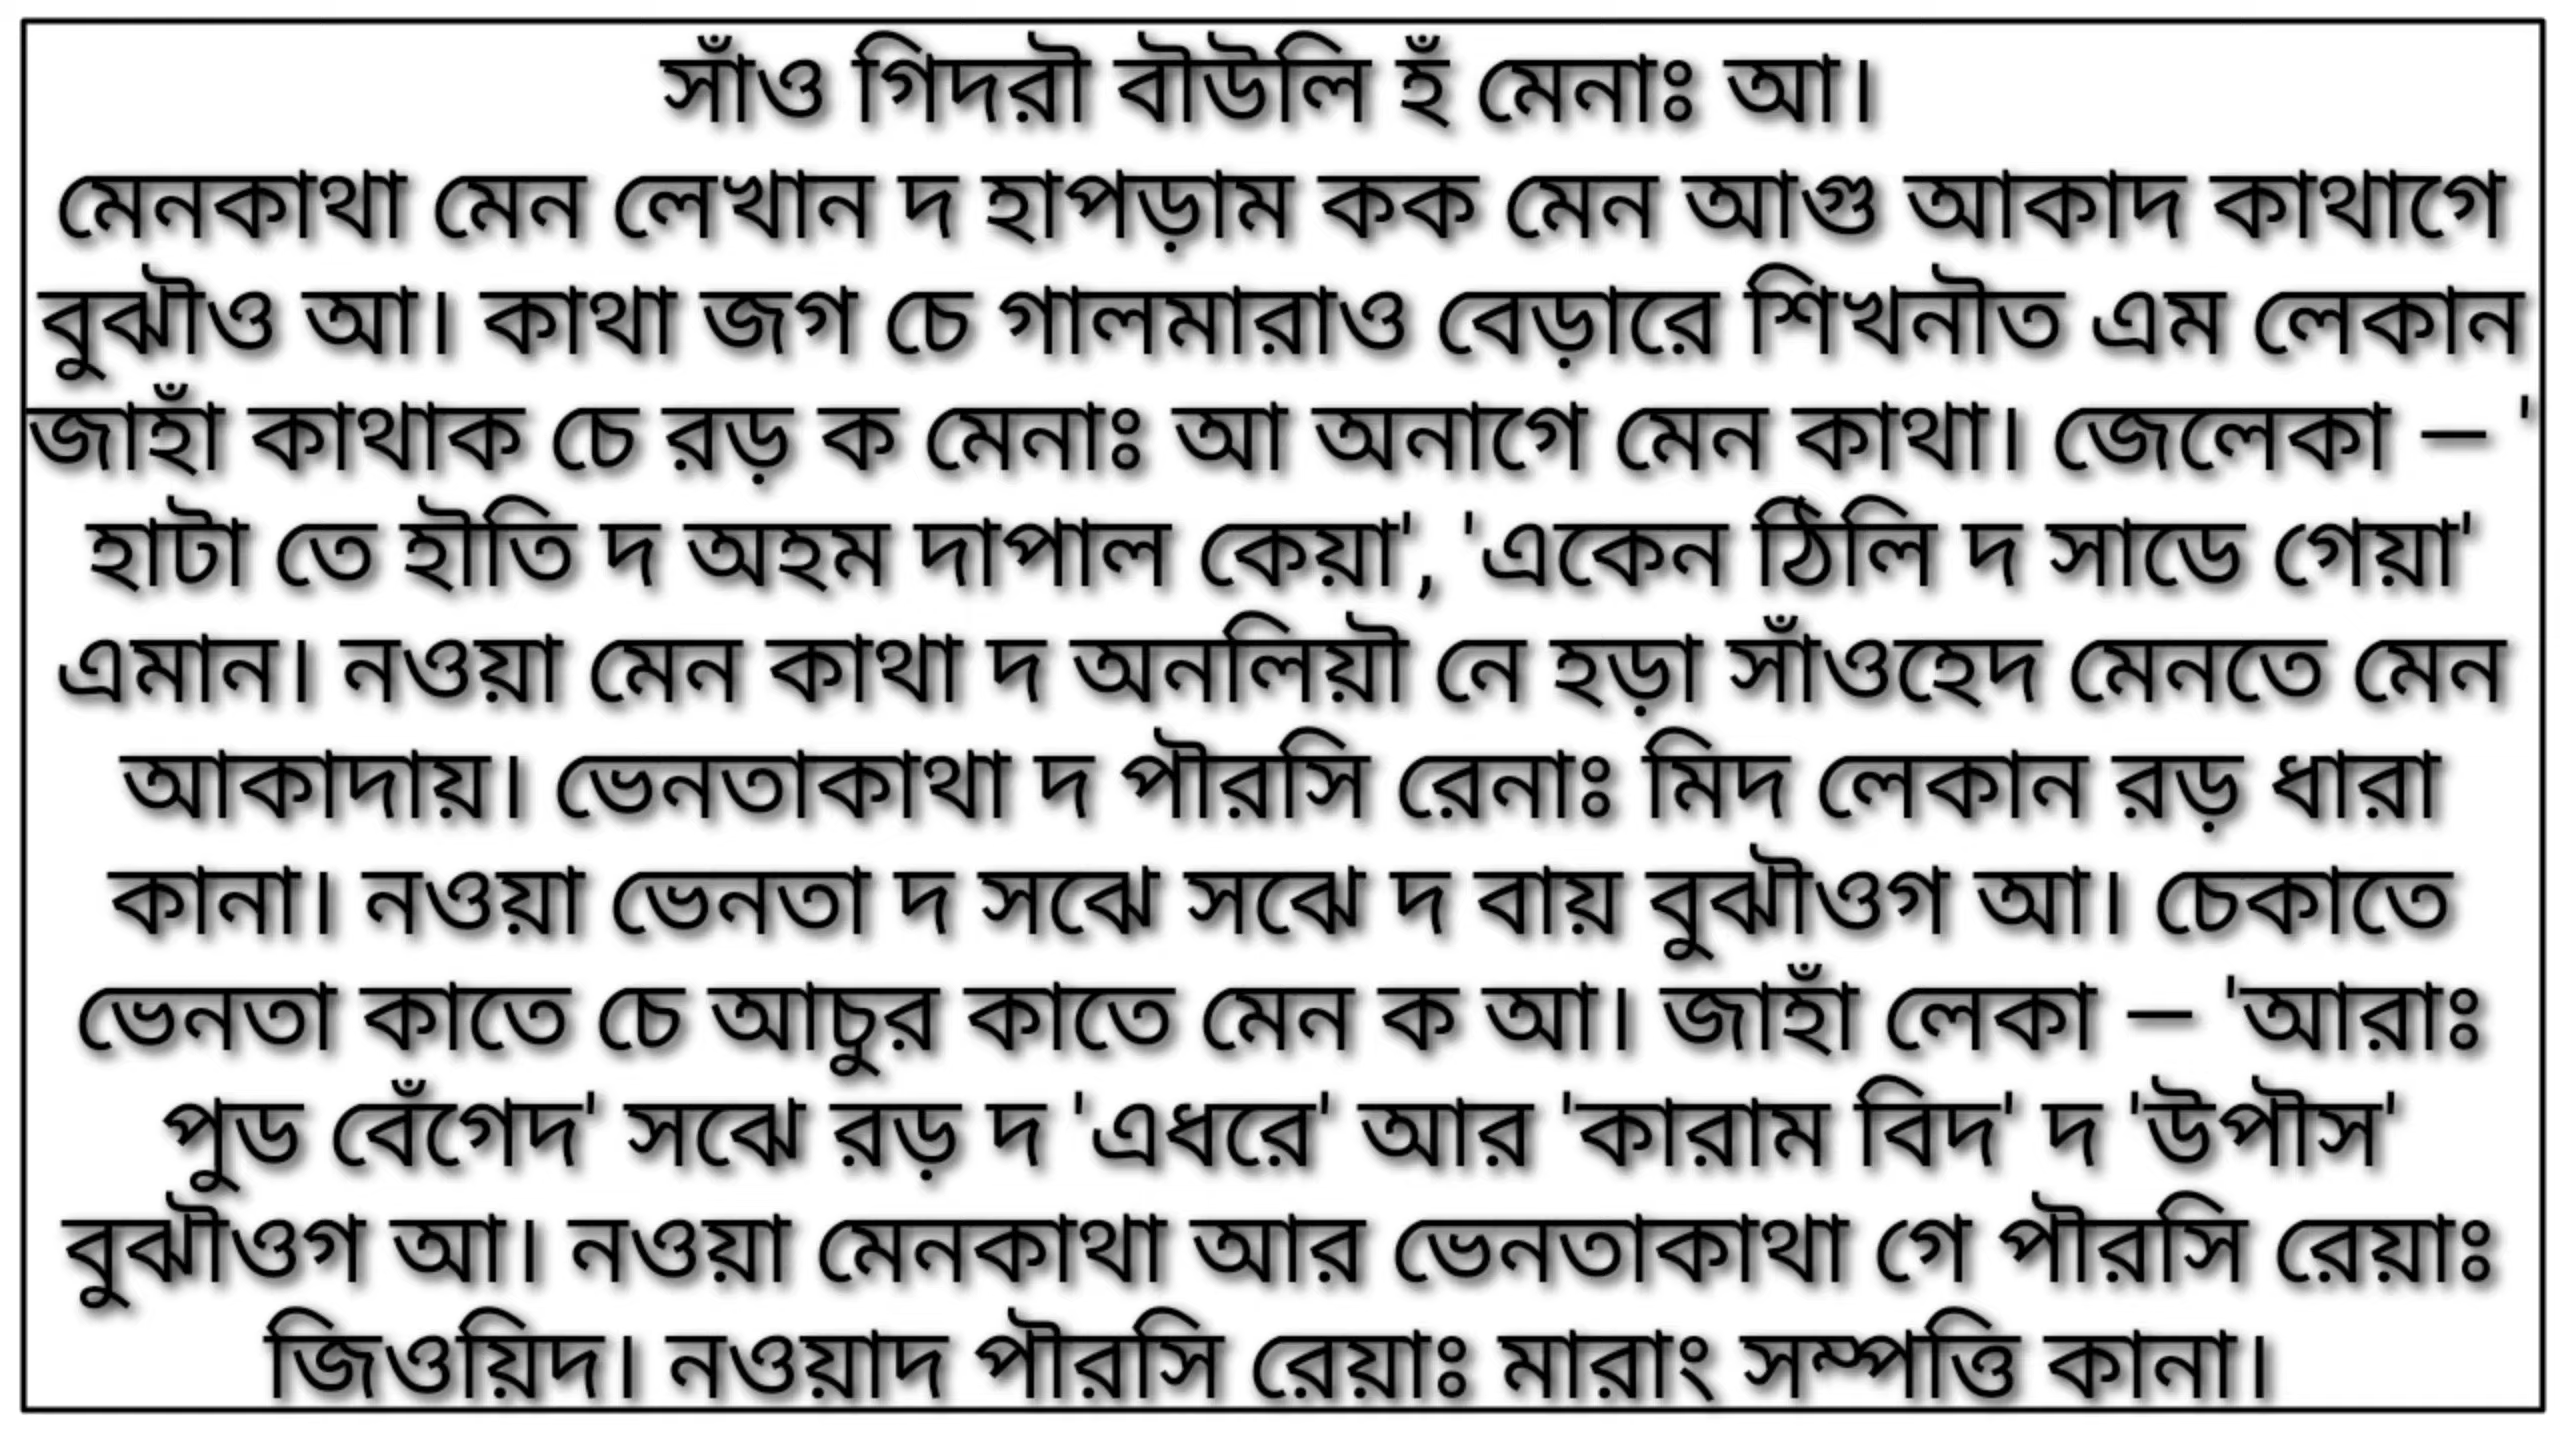 সাঁও গিদরৗ বৗউলি হঁ মেনাঃ আ।
মেনকাথা মেন লেখান দ হাপড়াম কক মেন আগু আকাদ কাথাগে
বুঝৗও আ। কাথা জগ চে গালমারাও বেড়ারে শিখনৗত এম লেকান
জাহাঁ কাথাক চে রড় ক মেনাঃ আ অনাগে মেন কাথা। জেলেকা – '
হাটা তে হৗতি দ অহম দাপাল কেয়া', 'একেন ঠিলি দ সাডে গেয়া'
এমান। নওয়া মেন কাথা দ অনলিয়ৗ নে হড়া সাঁওহেদ মেনতে মেন
আকাদায়। ভেনতাকাথা দ পৗরসি রেনাঃ মিদ লেকান রড় ধারা
কানা। নওয়া ভেনতা দ সঝে সঝে দ বায় বুঝৗওগ আ। চেকাতে
ভেনতা কাতে চে আচুর কাতে মেন ক আ। জাহাঁ লেকা – 'আরাঃ
পুড বেঁগেদ' সঝে রড় দ 'এধরে' আর 'কারাম বিদ' দ 'উপৗস'
বুঝৗওগ আ। নওয়া মেনকাথা আর ভেনতাকাথা গে পৗরসি রেয়াঃ
জিওয়িদ। নওয়াদ পৗরসি রেয়াঃ মারাং সম্পত্তি কানা।